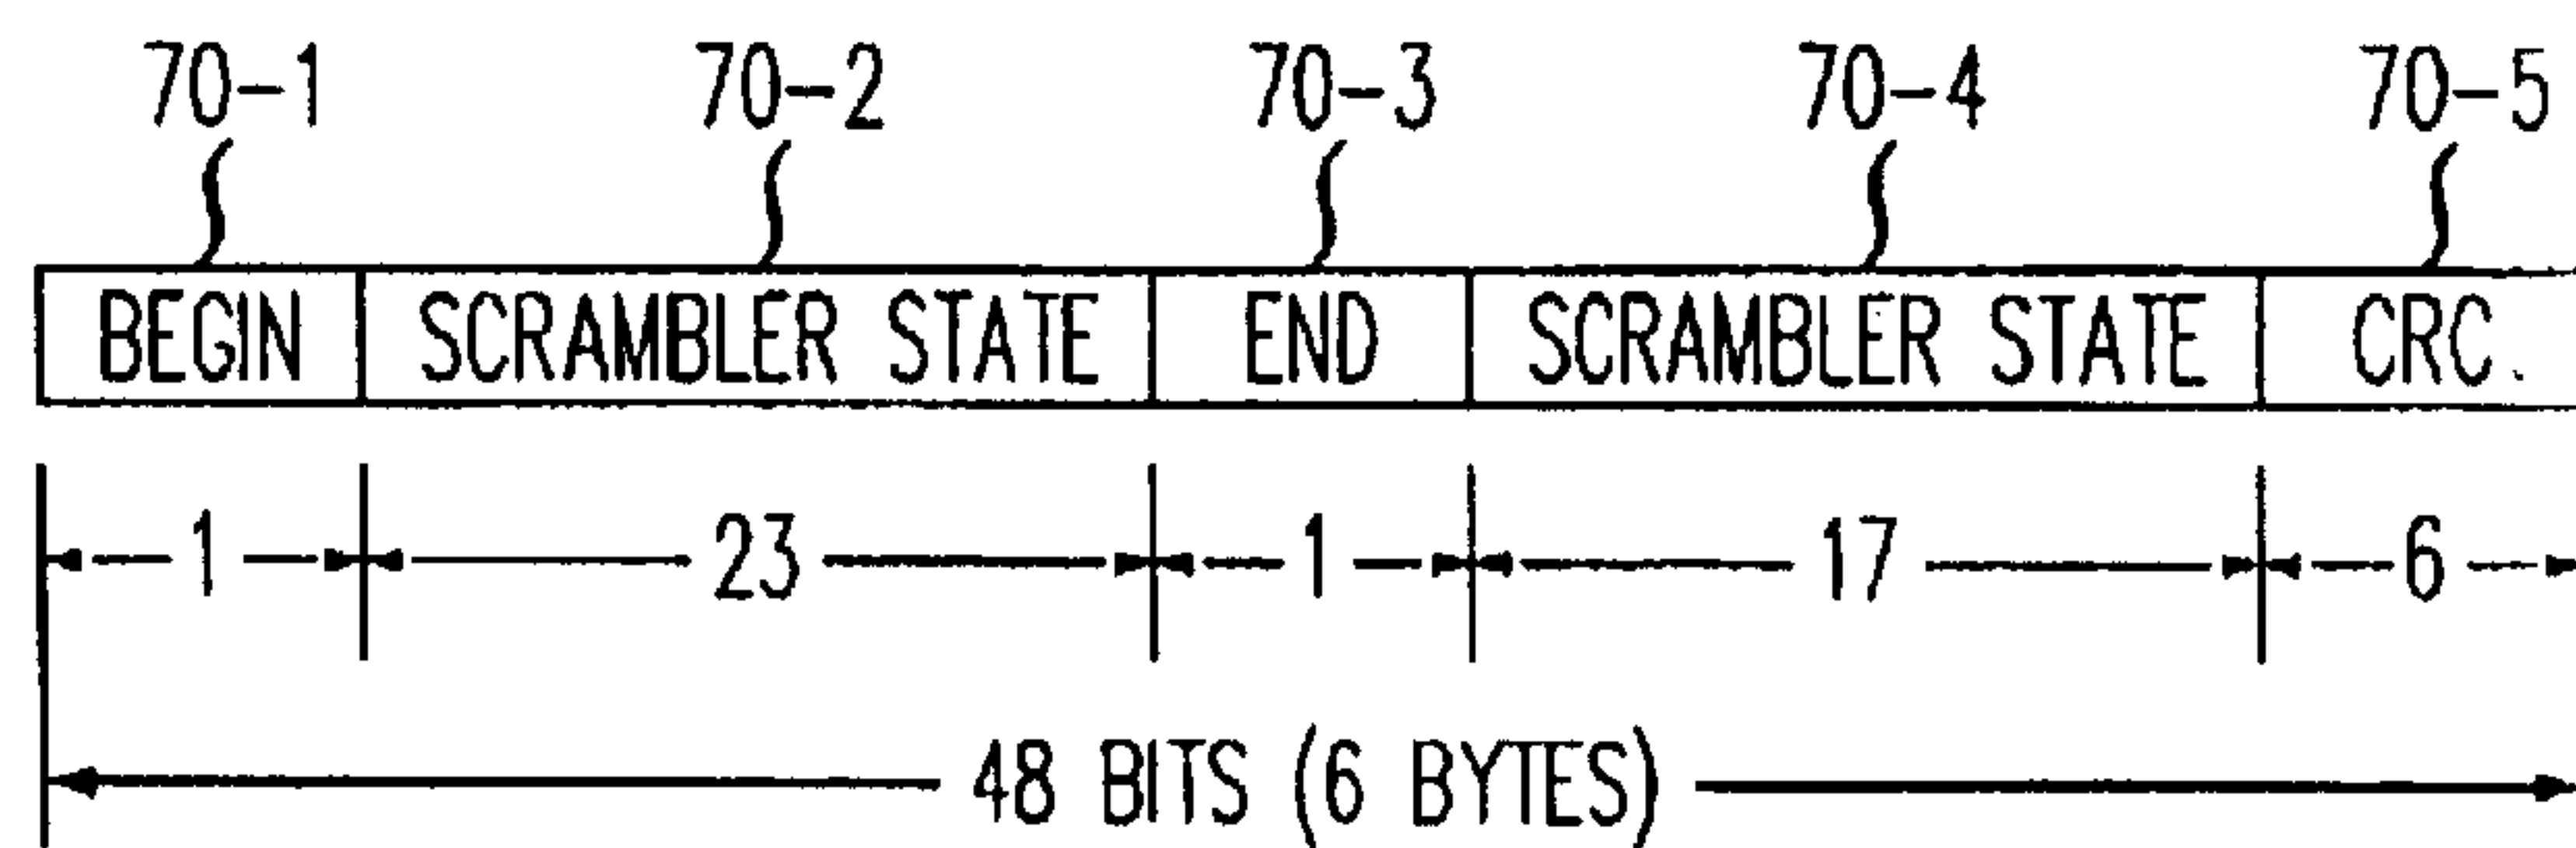 70-1 70-2 70-3 70-4 70-5
BEGIN SCRAMBLER STATE END SCRAMBLER STATE CRC
1 23 1 17 6
48 BITS (6 BYTES)